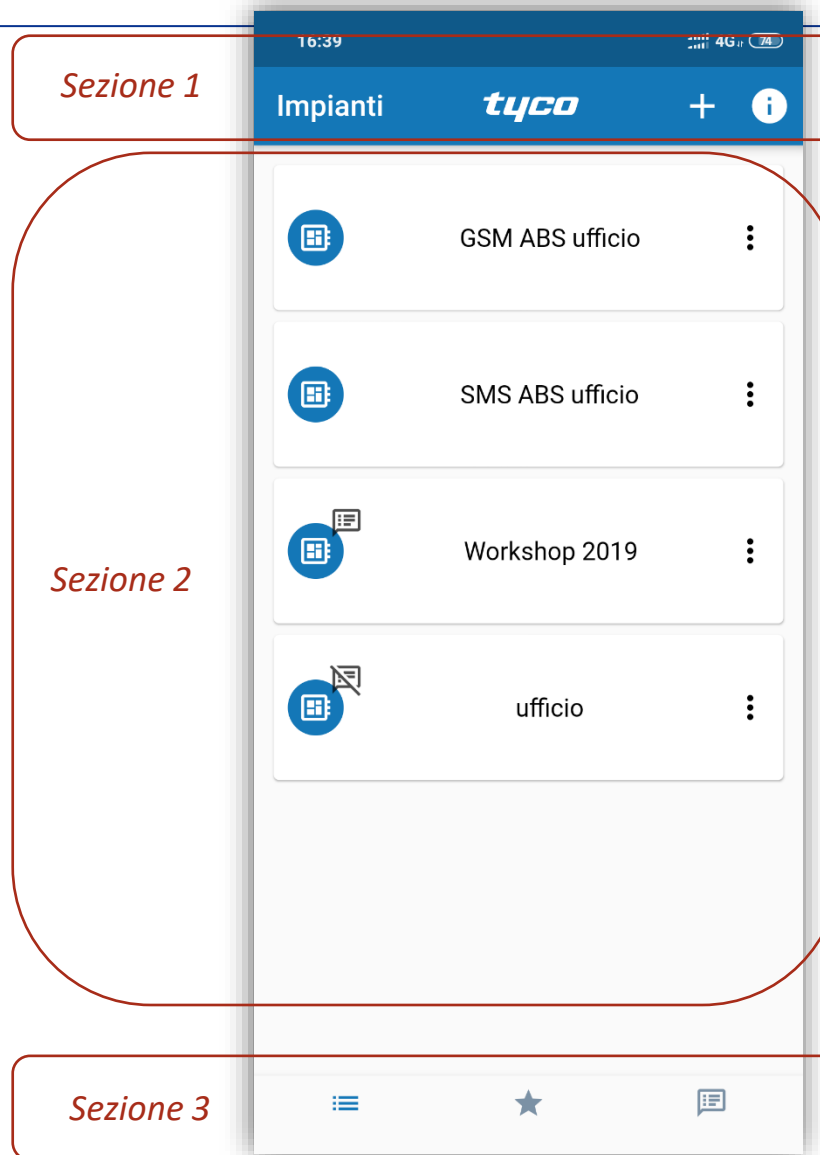 16:39 4G 74
Sezione 1
Impianti tyco + i
GSM ABS ufficio
SMS ABS ufficio
Workshop 2019
Sezione 2
ufficio
Sezione 3